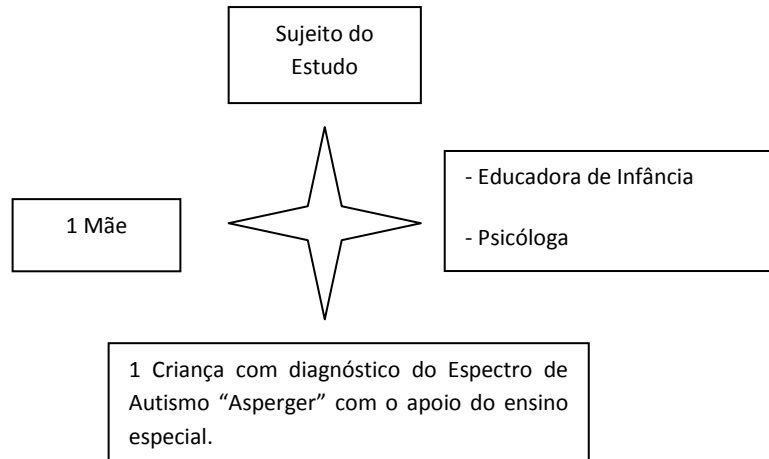 Sujeito do
Estudo
1 Mãe
- Educadora de Infância
- Psicóloga
1 Criança com diagnóstico do Espectro de
Autismo “Asperger” com o apoio do ensino
especial.